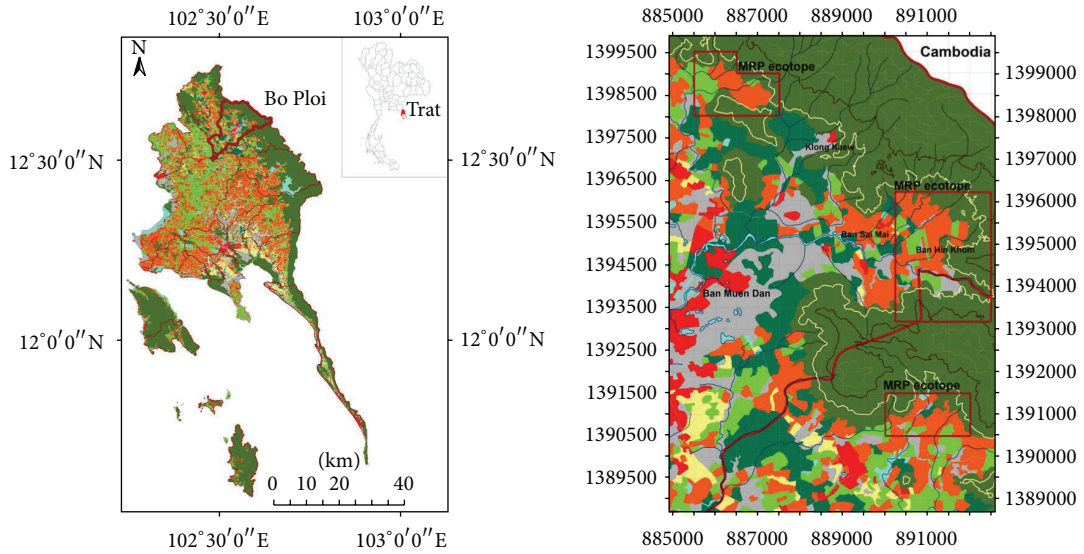 102°30′0″E
103°0′0″E
N
Bo Ploi
Trat
12°30′0″N
12°30′0″N
12°0′0″N
12°0′0″N
(km)
0 10 20 40
102°30′0″E
103°0′0″E
885000 887000 889000 891000
Cambodia
1399500
MRP ecotope
1399000
1398500
1398000
1397500
Klong Kaew
1397000
1396500
MRP ecotope
1396000
1395500
Ban Sai Mai
1395000
Ban Hin Khom
1394500
1394000
Ban Muen Dan
1393500
1393000
1392500
1392000
1391500
MRP ecotope
1391000
1390500
1390000
1389500
1389000
885000 887000 889000 891000